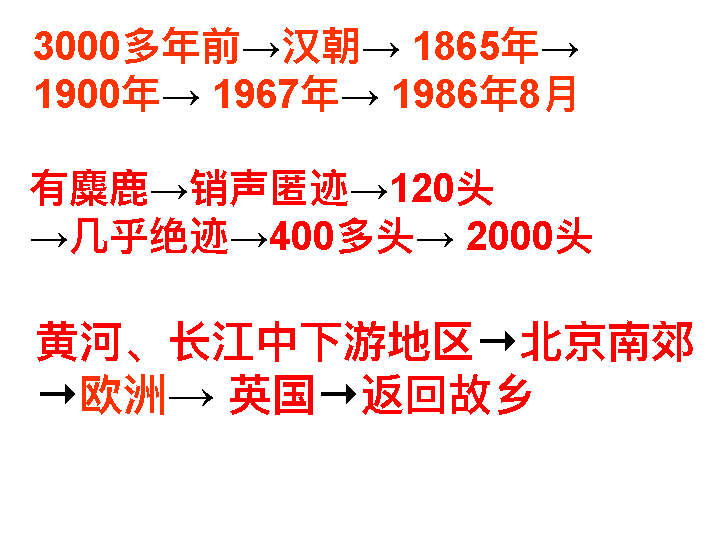 3000多年前→汉朝→ 1865年→
1900年→ 1967年→ 1986年8月
有麋鹿→销声匿迹→120头
→几乎绝迹→400多头→ 2000头
黄河、长江中下游地区→北京南郊
→欧洲→ 英国→返回故乡